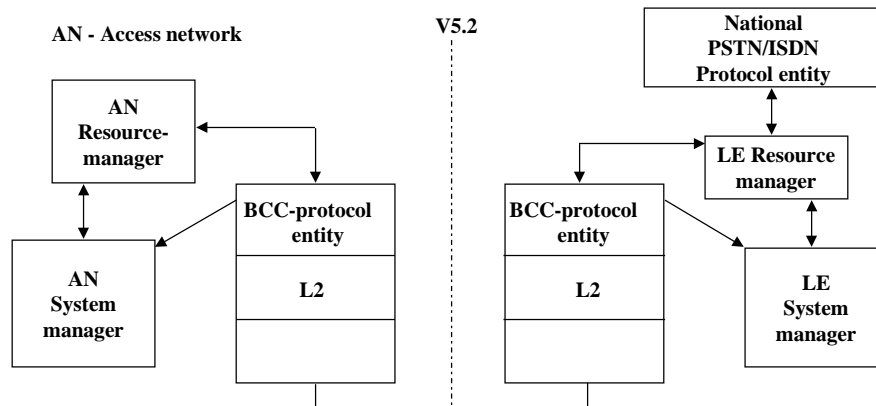 AN - Access network
V5.2
National
PSTN/ISDN
Protocol entity
AN
Resource-
manager
LE Resource
manager
BCC-protocol
entity
L2
AN
System
manager
BCC-protocol
entity
L2
LE
System
manager